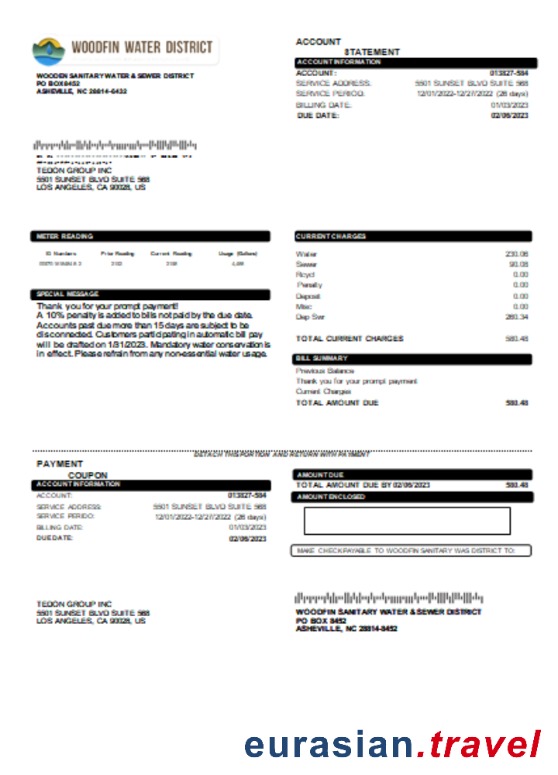 WOODFIN WATER DISTRICT
WOODEN SANITARY WATER & SEWER DISTRICT
PO BOX 8452
ASHEVILLE, NC 28814-8432
TEDON GROUP INC
5501 SUNSET BLVD SUITE 568
LOS ANGELES, CA 90028, US
ACCOUNT
STATEMENT
ACCOUNT INFORMATION
ACCOUNT: 013827-584
SERVICE ADDRESS: 5501 SUNSET BLVD SUITE 568
SERVICE PERIOD: 12/01/2022-12/27/2022 (26 days)
BILLING DATE: 01/03/2023
DUE DATE: 02/06/2023
METER READING
ID Numbers Prior Reading Current Reading Usage (Gallons)
SPECIAL MESSAGE
Thank you for your prompt payment!
A 10% penalty is added to bills not paid by the due date.
Accounts past due more than 15 days are subject to be
disconnected. Customers participating in automatic bill pay
will be drafted on 1/31/2023. Mandatory water conservation is
in effect. Please refrain from any non-essential water usage.
CURRENT CHARGES
Water 230.06
Sewer 90.08
Rcycl 0.00
Penalty 0.00
Deposit 0.00
Misc 0.00
Dep Swr 260.34
TOTAL CURRENT CHARGES 580.48
BILL SUMMARY
Previous Balance
Thank you for your prompt payment
Current Charges
TOTAL AMOUNT DUE 580.48
DETACH THIS PORTION AND RETURN WITH PAYMENT
PAYMENT
COUPON
ACCOUNT INFORMATION
ACCOUNT: 013827-584
SERVICE ADDRESS: 5501 SUNSET BLVD SUITE 568
SERVICE PERIDO: 12/01/2022-12/27/2022 (26 days)
BILLING DATE: 01/03/2023
DUE DATE: 02/06/2023
AMOUNT DUE
TOTAL AMOUNT DUE BY 02/06/2023 580.48
AMOUNT ENCLOSED
MAKE CHECK PAYABLE TO WOODFIN SANITARY WAS DISTRICT TO:
TEDON GROUP INC
5501 SUNSET BLVD SUITE 568
LOS ANGELES, CA 90028, US
WOODFIN SANITARY WATER & SEWER DISTRICT
PO BOX 8452
ASHEVILLE, NC 28814-8452
eurasian.travel